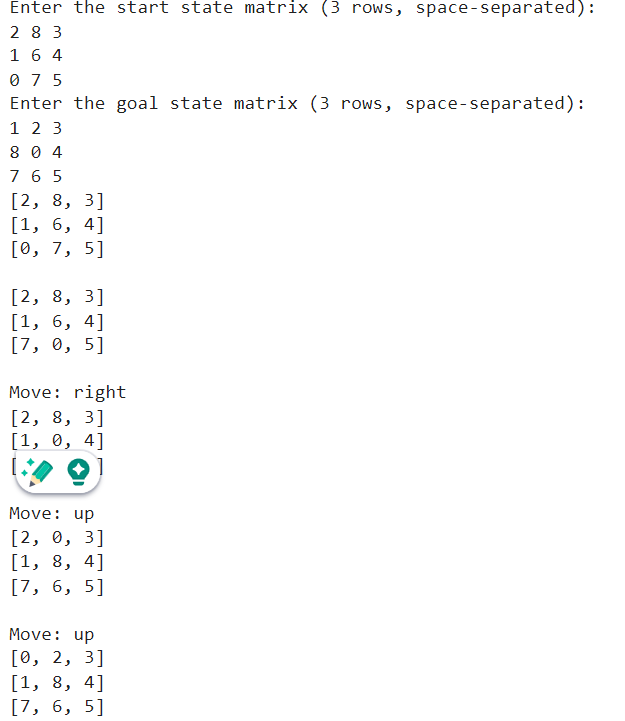 Enter the start state matrix (3 rows, space-separated):
2 8 3
1 6 4
0 7 5
Enter the goal state matrix (3 rows, space-separated):
1 2 3
8 0 4
7 6 5
[2, 8, 3]
[1, 6, 4]
[0, 7, 5]
[2, 8, 3]
[1, 6, 4]
[7, 0, 5]
Move: right
[2, 8, 3]
[1, 0, 4]
[ ]
Move: up
[2, 0, 3]
[1, 8, 4]
[7, 6, 5]
Move: up
[0, 2, 3]
[1, 8, 4]
[7, 6, 5]